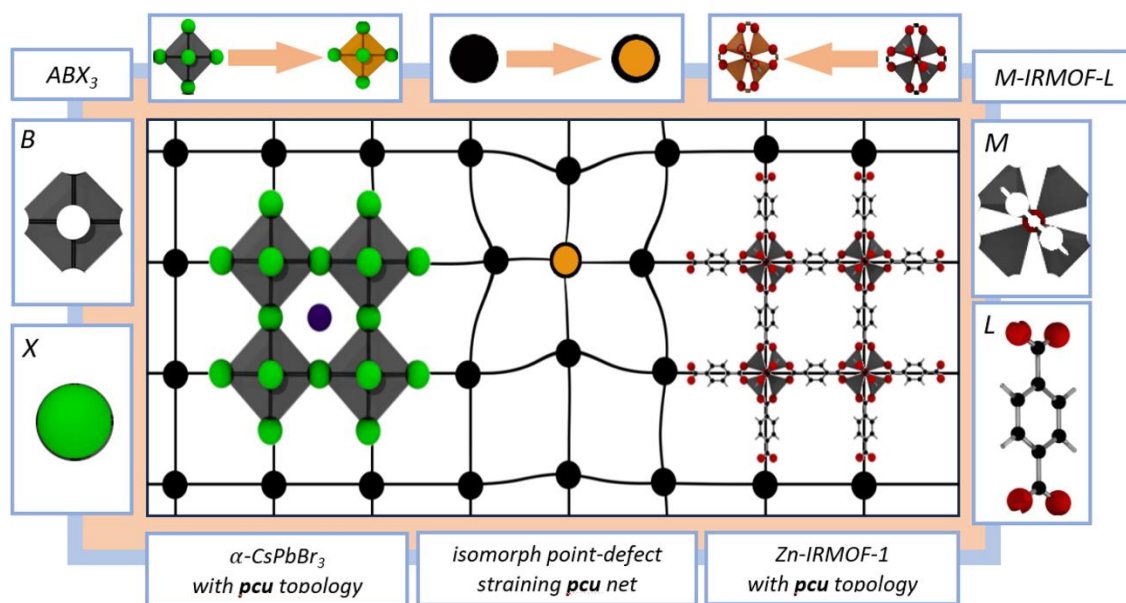 ABX₃
M-IRMOF-L
B
M
X
L
α-CsPbBr₃
with pcu topology
isomorph point-defect
straining pcu net
Zn-IRMOF-1
with pcu topology